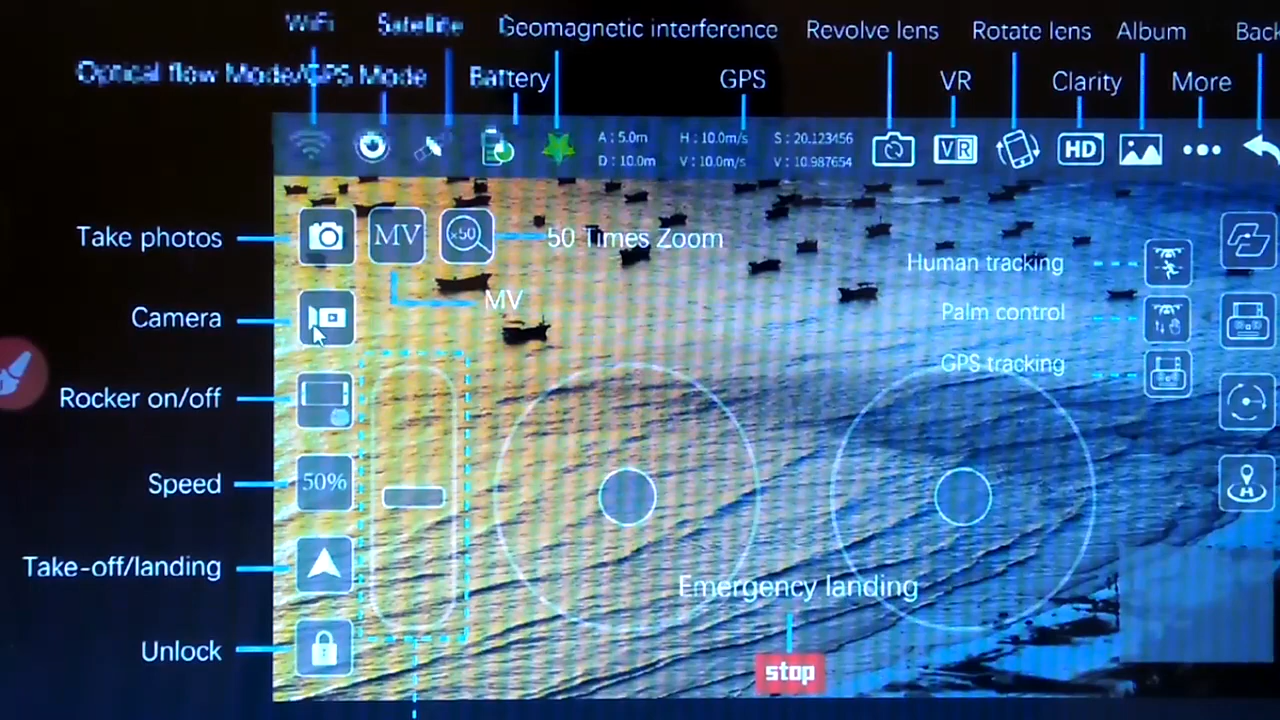 WiFi
Satellite
Geomagnetic interference
Revolve lens
Rotate lens
Album
Back
Optical flow Mode/GPS Mode
Battery
GPS
VR
Clarity
More
A : 5.0m
H : 10.0m/s
S : 20.123456
D : 10.0m
V : 10.0m/s
V : 10.987654
VR
HD
Take photos
MV
x50
50 Times Zoom
Human tracking
MV
Camera
Palm control
GPS tracking
Rocker on/off
Speed
50%
Take-off/landing
Emergency landing
Unlock
stop
H